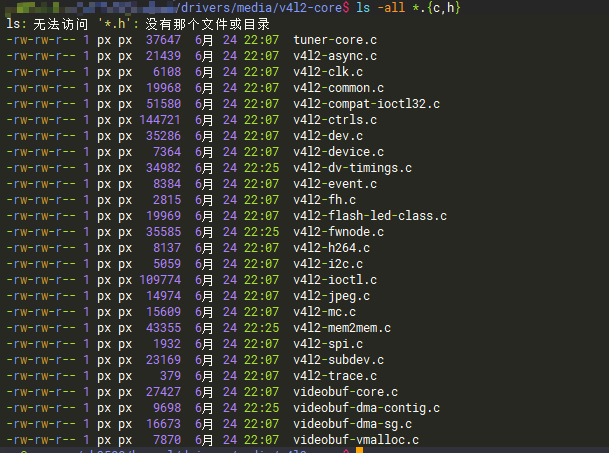 /drivers/media/v4l2-core$ ls -all *.{c,h}
ls: 无法访问 '*.h': 没有那个文件或目录
-rw-rw-r-- 1 px px  37647  6月  24 22:07  tuner-core.c
-rw-rw-r-- 1 px px  21439  6月  24 22:07  v4l2-async.c
-rw-rw-r-- 1 px px   6108  6月  24 22:07  v4l2-clk.c
-rw-rw-r-- 1 px px  19968  6月  24 22:07  v4l2-common.c
-rw-rw-r-- 1 px px  51580  6月  24 22:07  v4l2-compat-ioctl32.c
-rw-rw-r-- 1 px px 144721  6月  24 22:07  v4l2-ctrls.c
-rw-rw-r-- 1 px px  35286  6月  24 22:07  v4l2-dev.c
-rw-rw-r-- 1 px px   7364  6月  24 22:07  v4l2-device.c
-rw-rw-r-- 1 px px  34982  6月  24 22:25  v4l2-dv-timings.c
-rw-rw-r-- 1 px px   8384  6月  24 22:07  v4l2-event.c
-rw-rw-r-- 1 px px   2815  6月  24 22:07  v4l2-fh.c
-rw-rw-r-- 1 px px  19969  6月  24 22:07  v4l2-flash-led-class.c
-rw-rw-r-- 1 px px  35585  6月  24 22:25  v4l2-fwnode.c
-rw-rw-r-- 1 px px   8137  6月  24 22:07  v4l2-h264.c
-rw-rw-r-- 1 px px   5059  6月  24 22:07  v4l2-i2c.c
-rw-rw-r-- 1 px px 109774  6月  24 22:07  v4l2-ioctl.c
-rw-rw-r-- 1 px px  14974  6月  24 22:07  v4l2-jpeg.c
-rw-rw-r-- 1 px px  15609  6月  24 22:07  v4l2-mc.c
-rw-rw-r-- 1 px px  43355  6月  24 22:25  v4l2-mem2mem.c
-rw-rw-r-- 1 px px   1932  6月  24 22:07  v4l2-spi.c
-rw-rw-r-- 1 px px  23169  6月  24 22:07  v4l2-subdev.c
-rw-rw-r-- 1 px px    379  6月  24 22:07  v4l2-trace.c
-rw-rw-r-- 1 px px  27427  6月  24 22:07  videobuf-core.c
-rw-rw-r-- 1 px px   9698  6月  24 22:25  videobuf-dma-contig.c
-rw-rw-r-- 1 px px  16673  6月  24 22:07  videobuf-dma-sg.c
-rw-rw-r-- 1 px px   7870  6月  24 22:07  videobuf-vmalloc.c